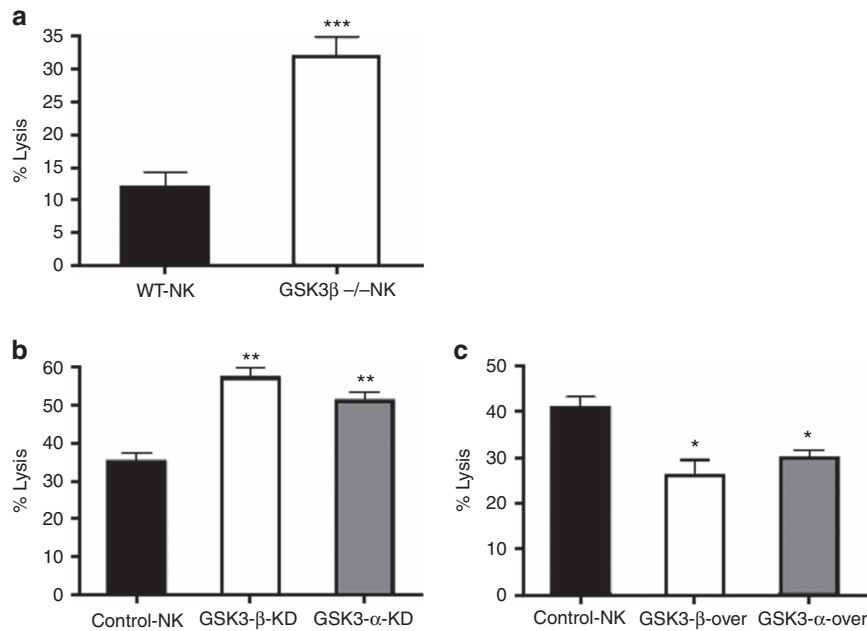 a
35
30
25
20
15
10
5
0
% Lysis
***
WT-NK
GSK3β –/–NK
b
60
50
40
30
60
10
0
% Lysis
**
**
Control-NK
GSK3-β-KD
GSK3-α-KD
c
50
40
30
20
10
0
% Lysis
*
*
Control-NK
GSK3-β-over
GSK3-α-over